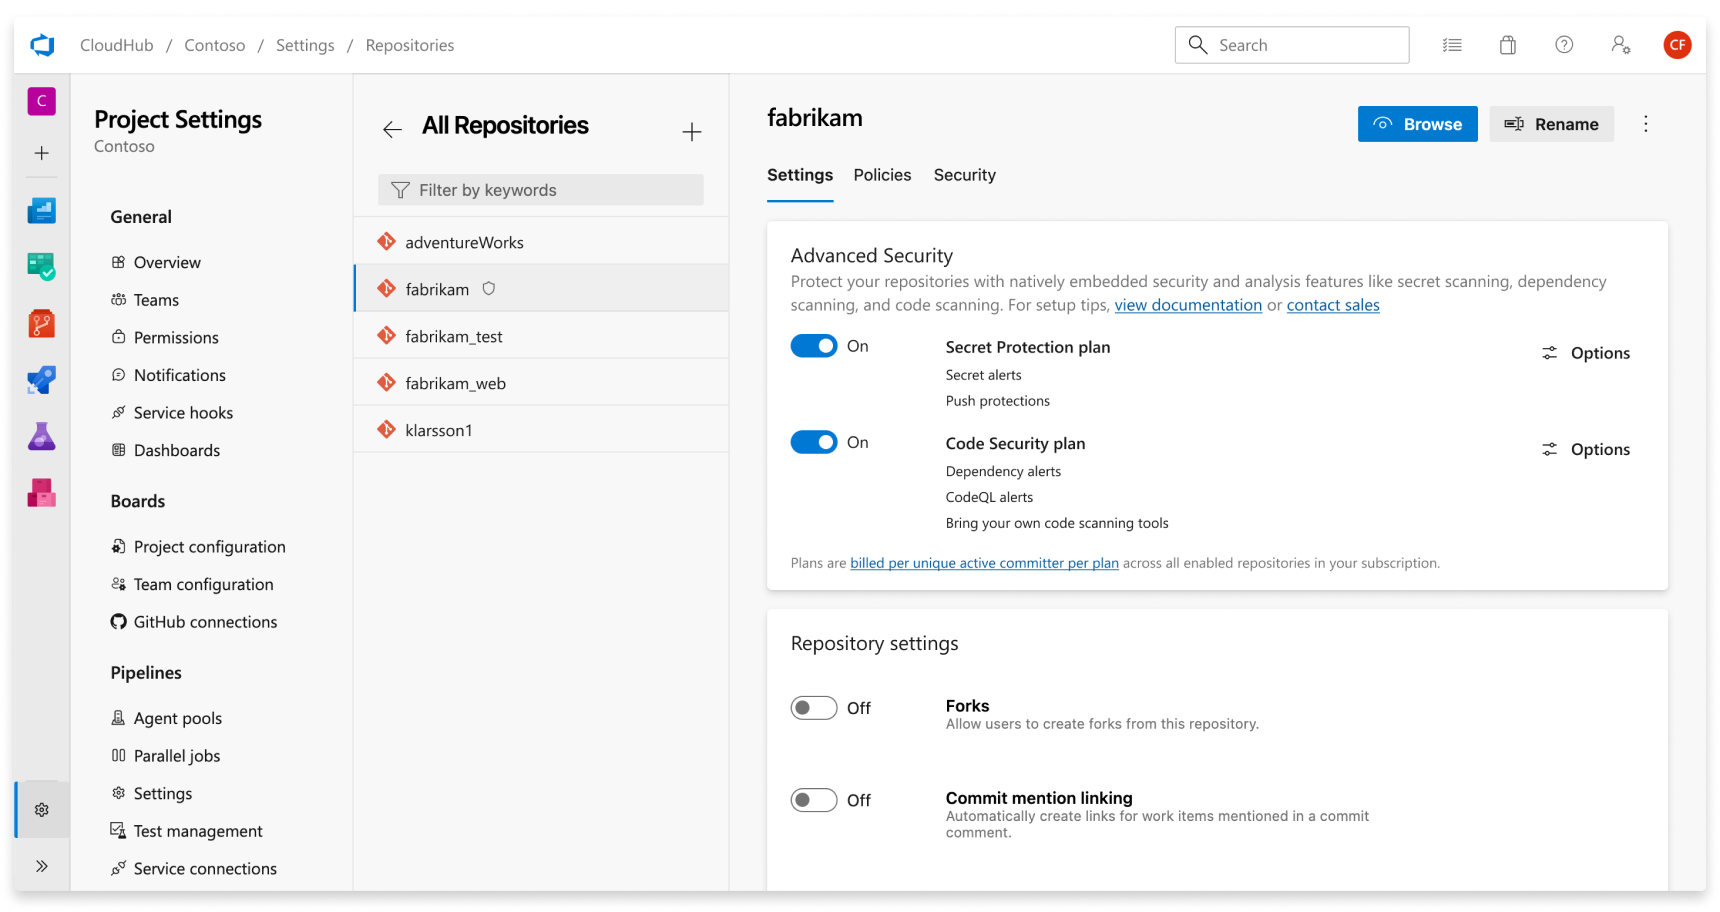 CloudHub / Contoso / Settings / Repositories
Search
CF
C
Project Settings
Contoso
General
Overview
Teams
Permissions
Notifications
Service hooks
Dashboards
Boards
Project configuration
Team configuration
GitHub connections
Pipelines
Agent pools
Parallel jobs
Settings
Test management
Service connections
All Repositories
Filter by keywords
adventureWorks
fabrikam
fabrikam_test
fabrikam_web
klarsson1
fabrikam
Browse
Rename
Settings Policies Security
Advanced Security
Protect your repositories with natively embedded security and analysis features like secret scanning, dependency
scanning, and code scanning. For setup tips, view documentation or contact sales
On
Secret Protection plan
Options
Secret alerts
Push protections
On
Code Security plan
Options
Dependency alerts
CodeQL alerts
Bring your own code scanning tools
Plans are billed per unique active committer per plan across all enabled repositories in your subscription.
Repository settings
Off
Forks
Allow users to create forks from this repository.
Off
Commit mention linking
Automatically create links for work items mentioned in a commit
comment.